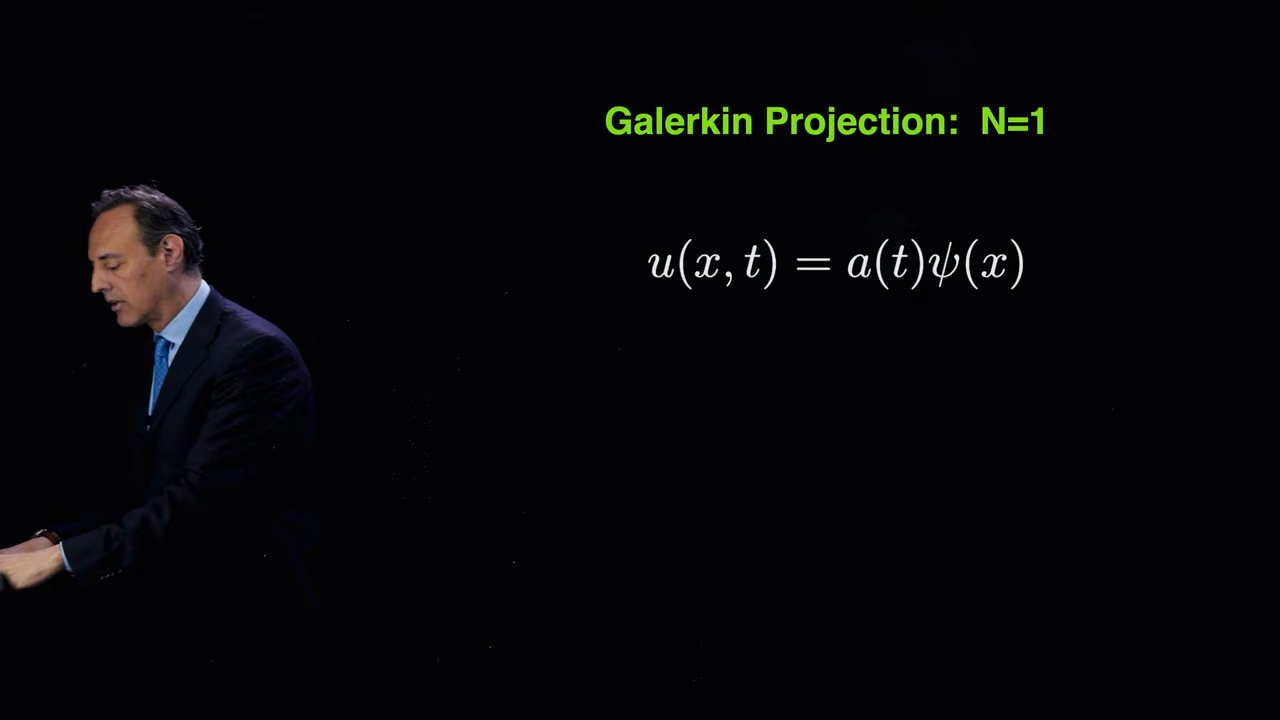 Galerkin Projection: N=1
u(x, t) = a(t)ψ(x)